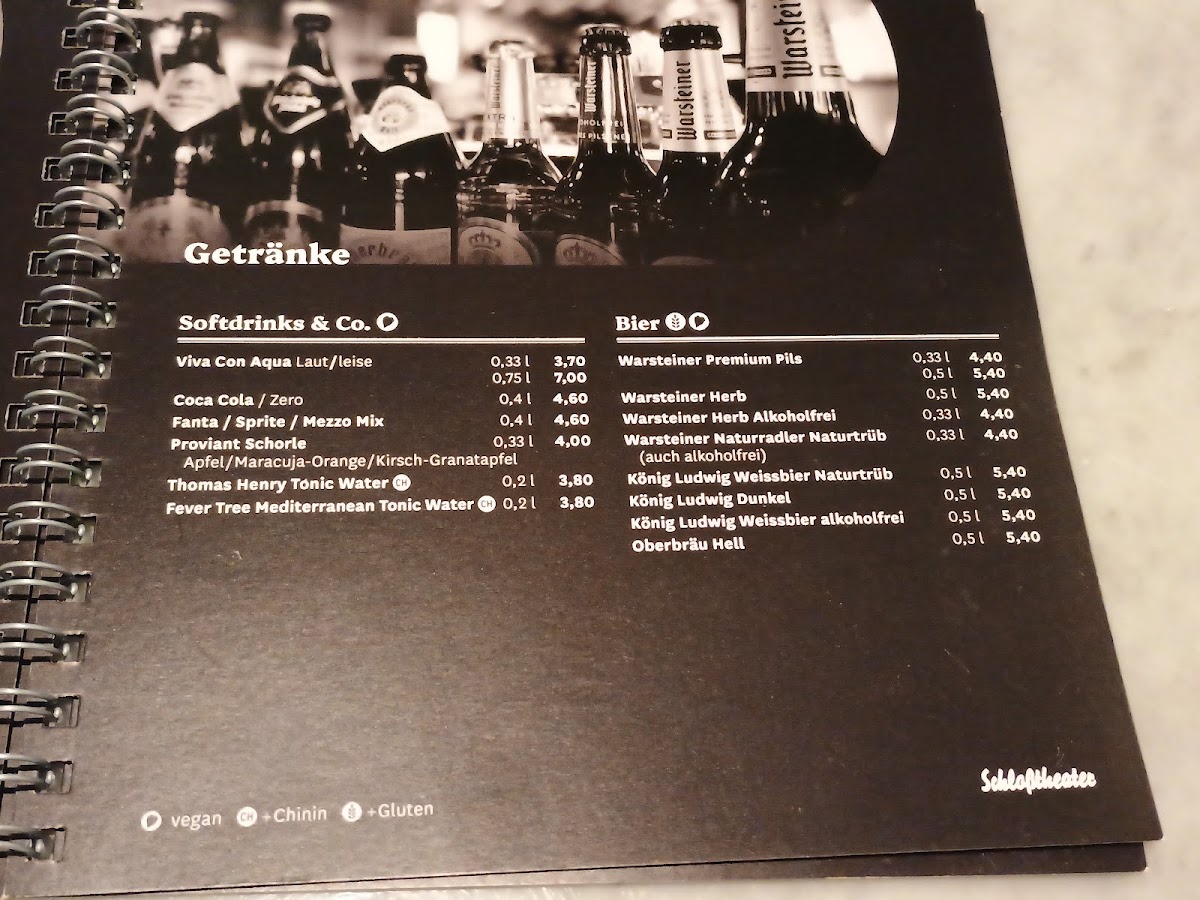 Warsteiner
Warsteiner
Warsteiner
Getränke
Softdrinks & Co.
Viva Con Aqua Laut/leise 0,33 l 3,70
0,75 l 7,00
Coca Cola / Zero 0,4 l 4,60
Fanta / Sprite / Mezzo Mix 0,4 l 4,60
Proviant Schorle 0,33 l 4,00
Apfel/Maracuja-Orange/Kirsch-Granatapfel
Thomas Henry Tonic Water CH 0,2 l 3,80
Fever Tree Mediterranean Tonic Water CH 0,2 l 3,80
Bier
Warsteiner Premium Pils 0,33 l 4,40
0,5 l 5,40
Warsteiner Herb 0,5 l 5,40
Warsteiner Herb Alkoholfrei 0,33 l 4,40
Warsteiner Naturradler Naturtrüb 0,33 l 4,40
(auch alkoholfrei)
König Ludwig Weissbier Naturtrüb 0,5 l 5,40
König Ludwig Dunkel 0,5 l 5,40
König Ludwig Weissbier alkoholfrei 0,5 l 5,40
Oberbräu Hell 0,5 l 5,40
Schloßtheater
vegan CH +Chinin +Gluten